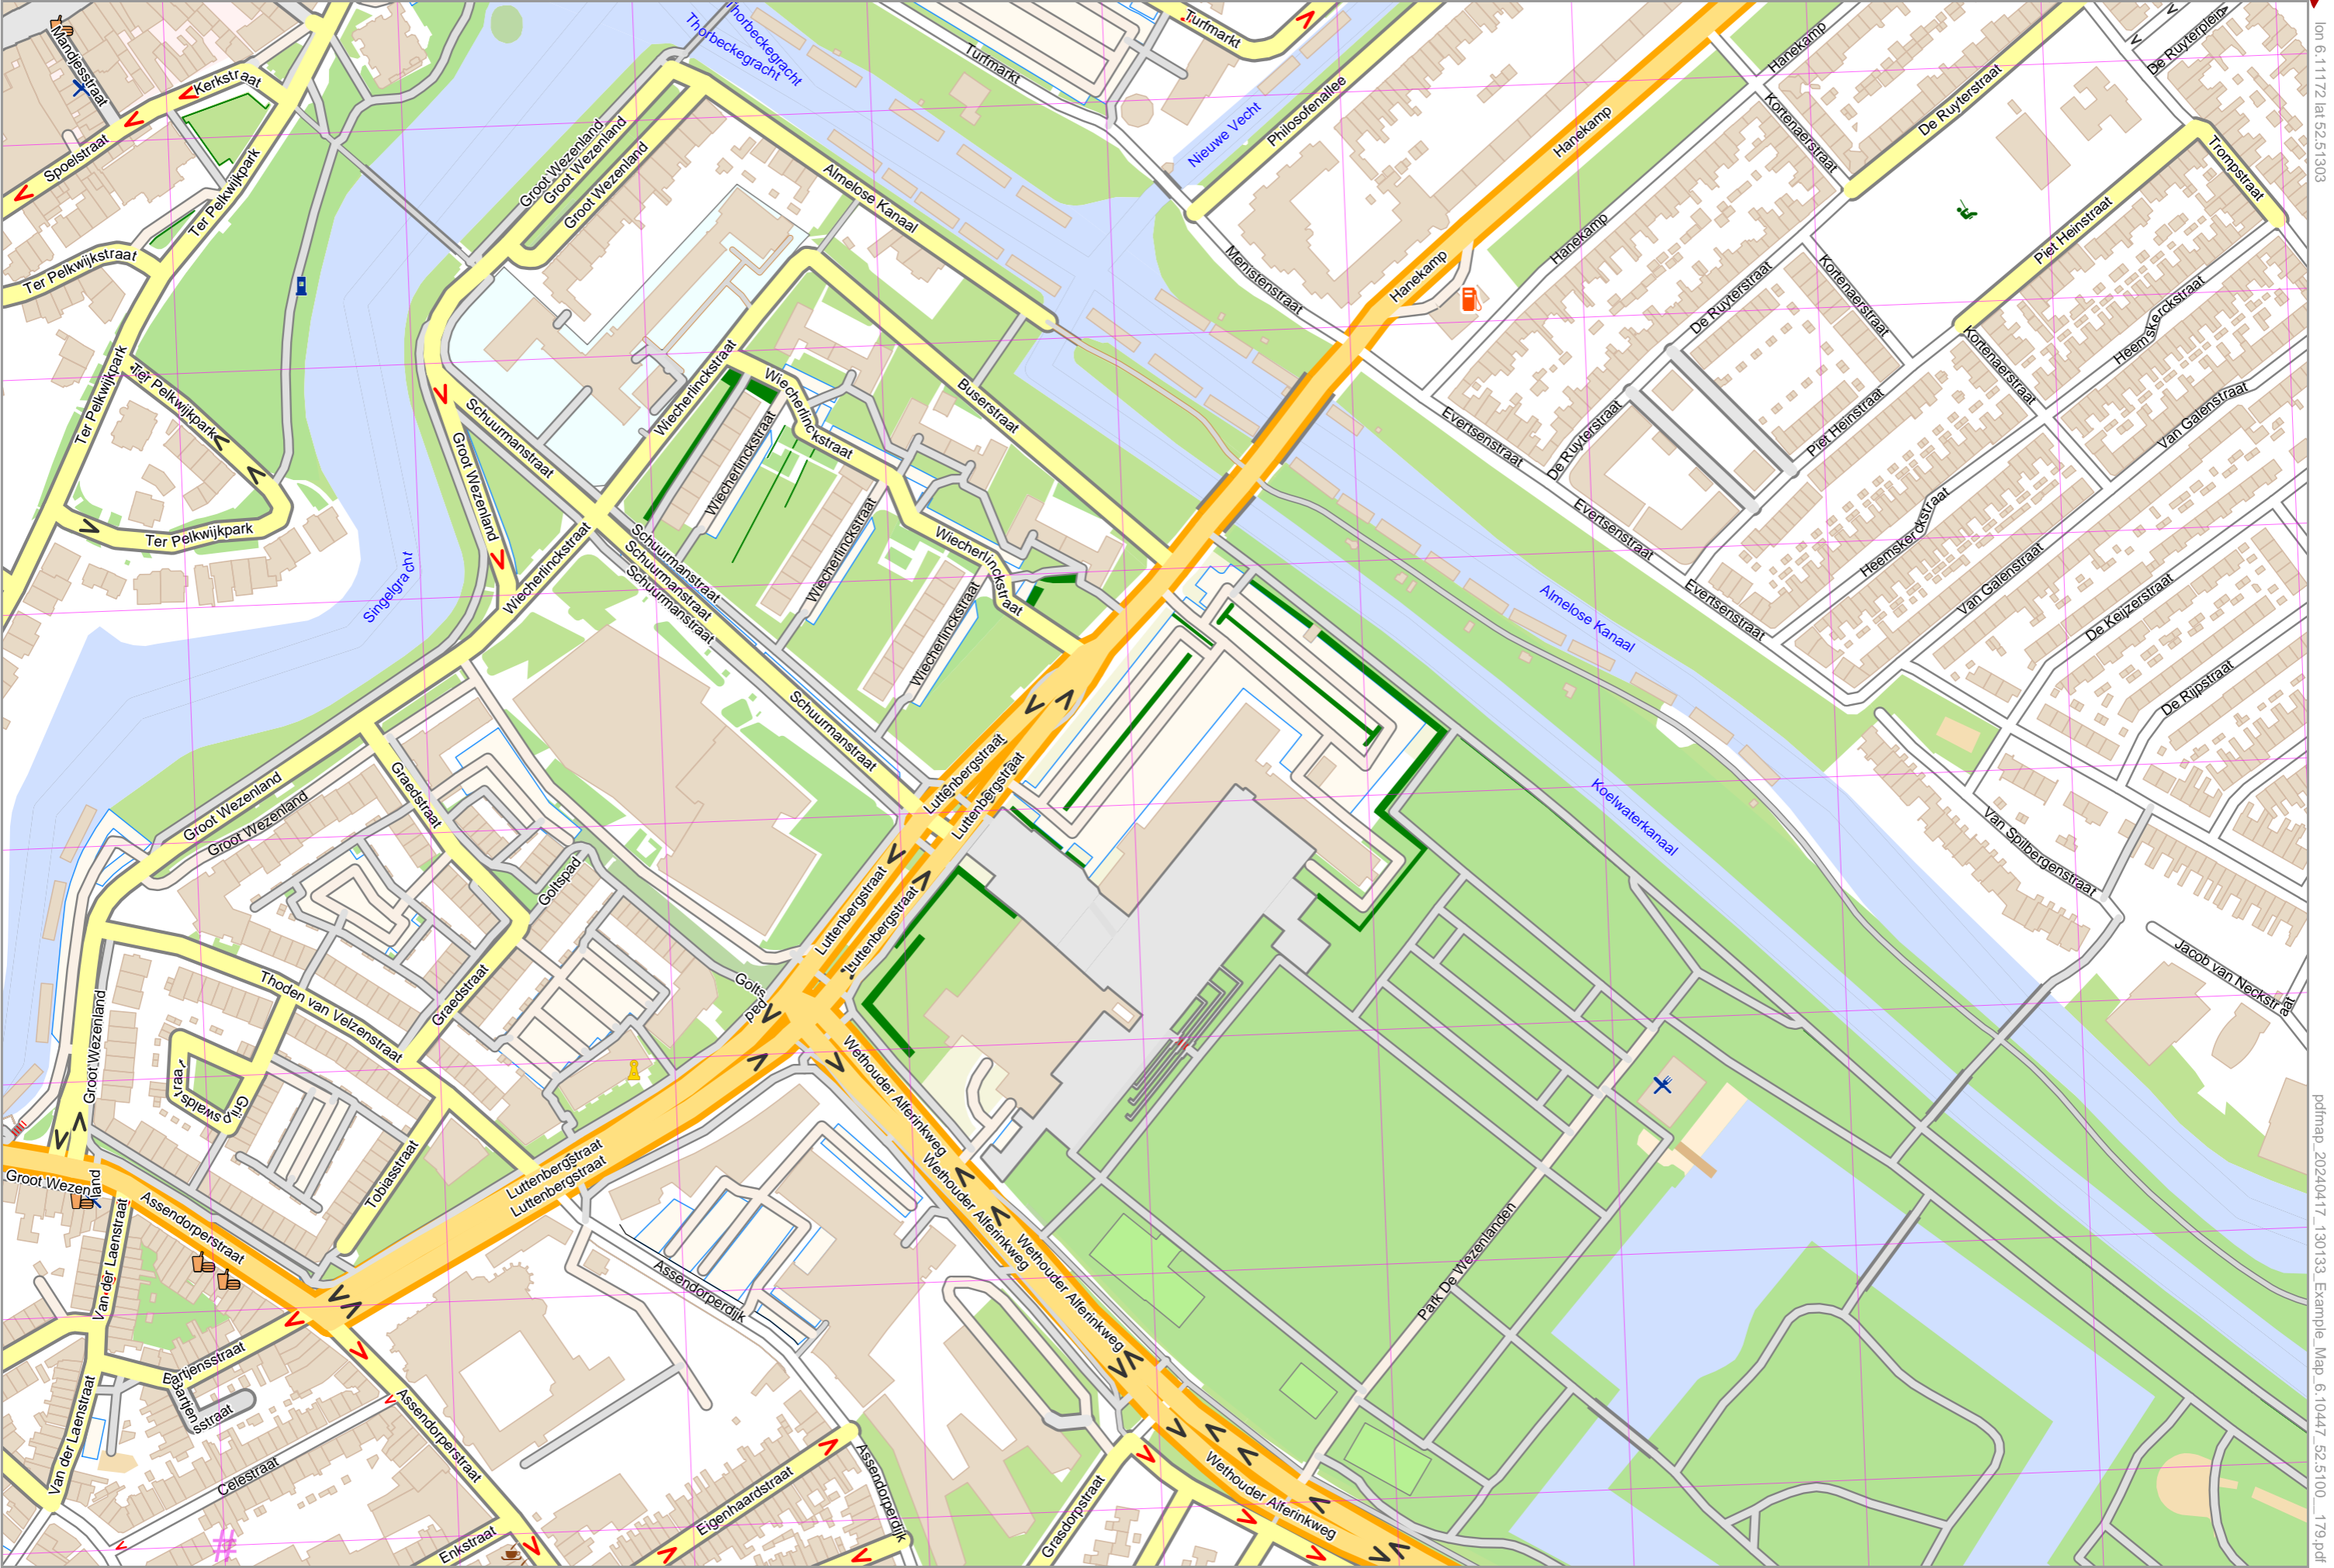 Thorbeckegracht
Thorbeckegracht
Turfmarkt
Turfmarkt
De Ruyterplein
Mandjesstraat
Kerkstraat
Spoelstraat
Ter Pelkwijkpark
Ter Pelkwijkstraat
Groot Wezenland
Groot Wezenland
Groot Wezenland
Almelose Kanaal
Nieuwe Vecht
Philosofenallee
Hanekamp
Hanekamp
Hanekamp
Hanekamp
Kortenaerstraat
De Ruyterstraat
Trompstraat
Piet Heinstraat
Menistenstraat
Kortenaerstraat
De Ruyterstraat
Heemskerckstraat
Kortenaerstraat
Ter Pelkwijkpark
Ter Pelkwijkpark
Ter Pelkwijkpark
Wiecherlinckstraat
Wiecherlinckstraat
Wiecherlinckstraat
Buserstraat
Schuurmanstraat
Groot Wezenland
Evertsenstraat
De Ruyterstraat
Piet Heinstraat
Van Galenstraat
Wiecherlinckstraat
Wiecherlinckstraat
Wiecherlinckstraat
Wiecherlinckstraat
Schuurmanstraat
Schuurmanstraat
Schuurmanstraat
Schuurmanstraat
Singelgracht
Evertsenstraat
Evertsenstraat
Heemskerckstraat
Van Galenstraat
De Keijzerstraat
De Rijpstraat
Almelose Kanaal
Koelwaterkanaal
Van Spilbergenstraat
Jacob van Neckstraat
Groot Wezenland
Groot Wezenland
Graedstraat
Goltspad
Luttenbergstraat
Luttenbergstraat
Luttenbergstraat
Luttenbergstraat
Goltspad
Thoden van Velzenstraat
Graedstraat
Groot Wezenland
Grijp
swalstraat
Tobiasstraat
Luttenbergstraat
Luttenbergstraat
Wethouder Alferinkweg
Wethouder Alferinkweg
Wethouder Alferinkweg
Wethouder Alferinkweg
Park De Wezenlanden
Groot Wezenland
Assendorperstraat
Van der Laenstraat
Bartjensstraat
Bartjensstraat
Van der Laenstraat
Celestraat
Assendorperstraat
Enkstraat
Assendorperdijk
Eigenhaardstraat
Assendorperdijk
Grasdorpstraat
lon 6.11172 lat 52.51303
pdfmap_20240417_130133_Example_Map_6.110447_52.5100__179.pdf